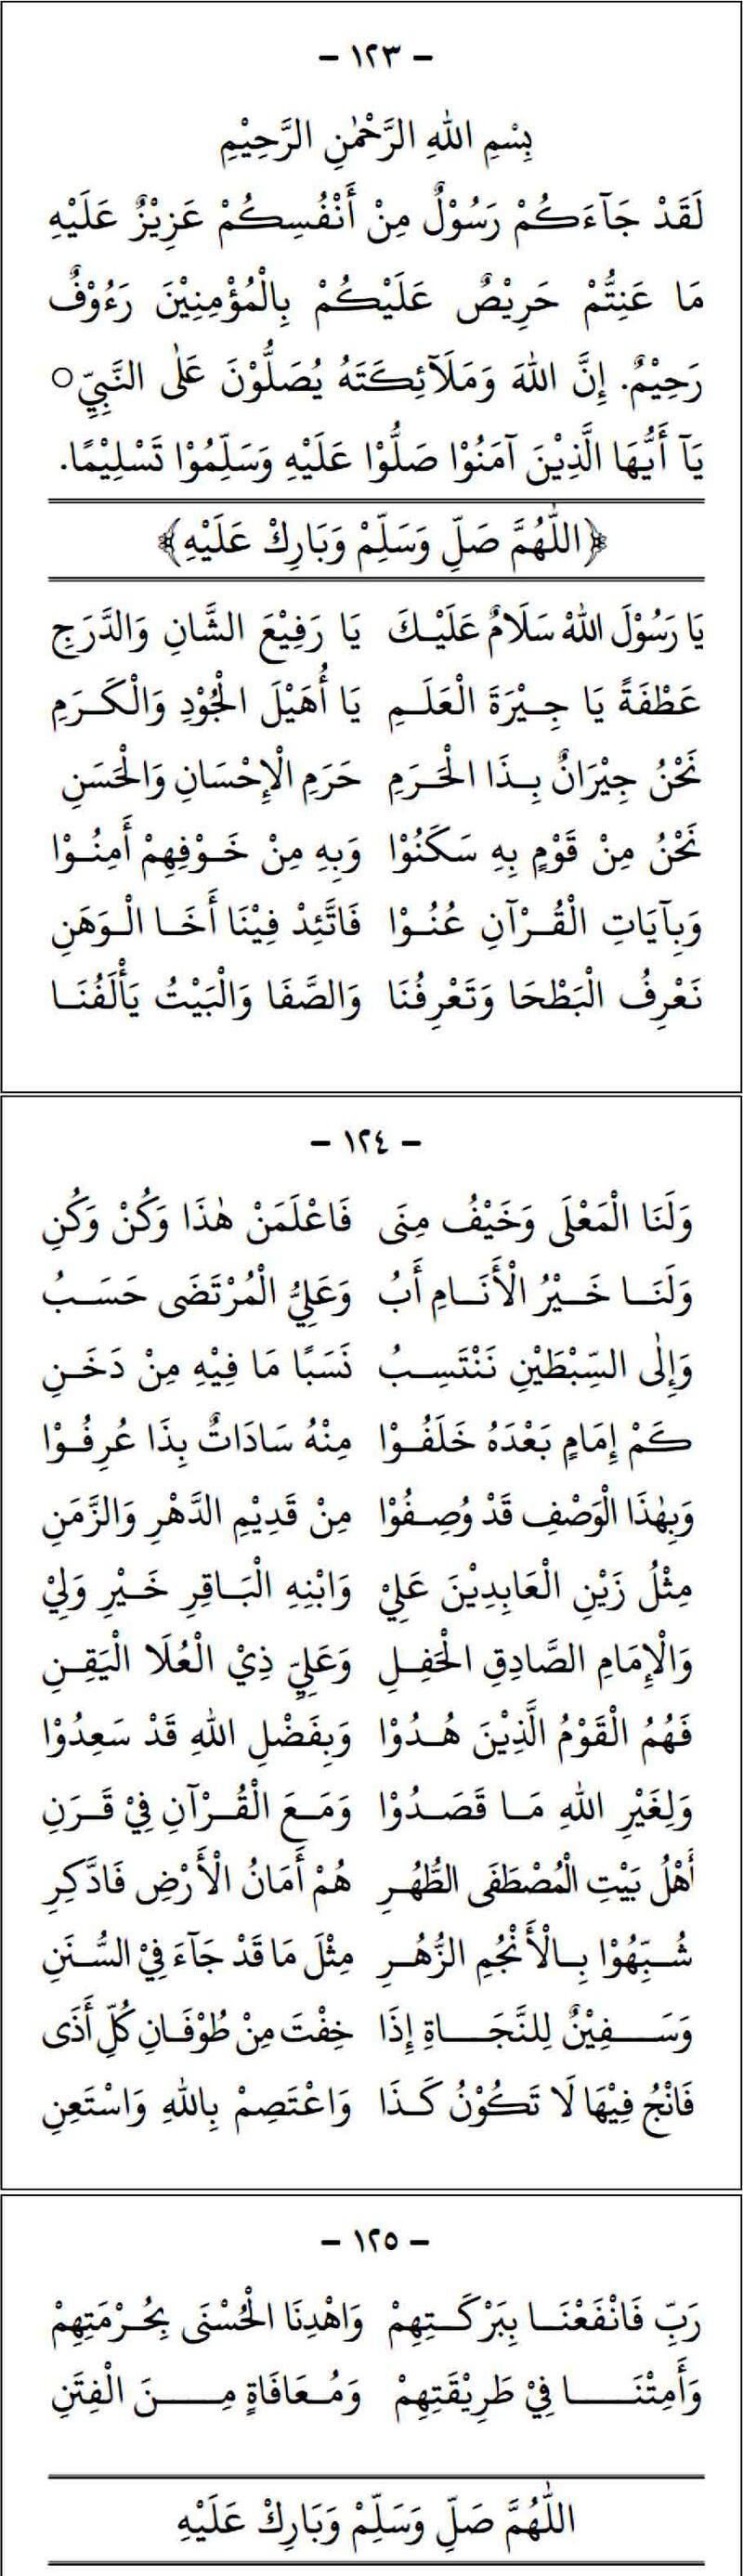 - ١٢٣ -
بِسْمِ اللهِ الرَّحْمٰنِ الرَّحِيْمِ
لَقَدْ جَآءَكُمْ رَسُوْلٌ مِنْ أَنْفُسِكُمْ عَزِيْزٌ عَلَيْهِ
مَا عَنِتُّمْ حَرِيْصٌ عَلَيْكُمْ بِالْمُؤْمِنِيْنَ رَءُوْفٌ
رَحِيْمٌ. إِنَّ اللهَ وَمَلَآئِكَتَهُ يُصَلُّوْنَ عَلٰى النَّبِيِّ ○
يَآ أَيُّهَا الَّذِيْنَ آمَنُوْا صَلُّوْا عَلَيْهِ وَسَلِّمُوْا تَسْلِيْمًا.
﴿اللّٰهُمَّ صَلِّ وَسَلِّمْ وَبَارِكْ عَلَيْهِ﴾
يَا رَسُوْلَ اللهْ سَلَامٌ عَلَيْكَ يَا رَفِيْعَ الشَّانِ وَالدَّرَجِ
عَطْفَةً يَا جِيْرَةَ الْعَلَمِ يَا أُهَيْلَ الْجُوْدِ وَالْكَرَمِ
نَحْنُ جِيْرَانٌ بِذَا الْحَرَمِ حَرَمِ الْإِحْسَانِ وَالْحَسَنِ
نَحْنُ مِنْ قَوْمٍ بِهِ سَكَنُوْا وَبِهِ مِنْ خَوْفِهِمْ أَمِنُوْا
وَبِآيَاتِ الْقُرْآنِ عُنُوْا فَاتَّئِدْ فِيْنَا أَخَا الْوَهَنِ
نَعْرِفُ الْبَطْحَا وَتَعْرِفُنَا وَالصَّفَا وَالْبَيْتُ يَأْلَفُنَا
- ١٢٤ -
وَلَنَا الْمَعْلَى وَخَيْفُ مِنَى فَاعْلَمَنْ هٰذَا وَكُنْ وَكُنِ
وَلَنَا خَيْرُ الْأَنَامِ أَبُ وَعَلِيُّ الْمُرْتَضَى حَسَبُ
وَإِلٰى السِّبْطَيْنِ نَنْتَسِبُ نَسَبًا مَا فِيْهِ مِنْ دَخَنِ
كَمْ إِمَامٍ بَعْدَهُ خَلَفُوْا مِنْهُ سَادَاتٌ بِذَا عُرِفُوْا
وَبِهٰذَا الْوَصْفِ قَدْ وُصِفُوْا مِنْ قَدِيْمِ الدَّهْرِ وَالزَّمَنِ
مِثْلُ زَيْنِ الْعَابِدِيْنَ عَلِيْ وَابْنِهِ الْبَاقِرِ خَيْرِ وَلِيْ
وَالْإِمَامِ الصَّادِقِ الْحَفِلِ وَعَلِيِّ ذِيْ الْعُلَا الْيَقِنِ
فَهُمُ الْقَوْمُ الَّذِيْنَ هُدُوْا وَبِفَضْلِ اللهِ قَدْ سَعِدُوْا
وَلِغَيْرِ اللهِ مَا قَصَدُوْا وَمَعَ الْقُرْآنِ فِيْ قَرَنِ
أَهْلُ بَيْتِ الْمُصْطَفَى الطُّهُرِ هُمْ أَمَانُ الْأَرْضِ فَادَّكِرِ
شُبِّهُوْا بِالْأَنْجُمِ الزُّهُرِ مِثْلَ مَا قَدْ جَآءَ فِيْ السُّنَنِ
وَسَفِيْنٌ لِلنَّجَاةِ إِذَا خِفْتَ مِنْ طُوْفَانِ كُلِّ أَذَى
فَانْجُ فِيْهَا لَا تَكُوْنُ كَذَا وَاعْتَصِمْ بِاللهِ وَاسْتَعِنِ
- ١٢٥ -
رَبِّ فَانْفَعْنَا بِبَرْكَتِهِمْ وَاهْدِنَا الْحُسْنَى بِحُرْمَتِهِمْ
وَأَمِتْنَا فِيْ طَرِيْقَتِهِمْ وَمُعَافَاةٍ مِنَ الْفِتَنِ
اللّٰهُمَّ صَلِّ وَسَلِّمْ وَبَارِكْ عَلَيْهِ